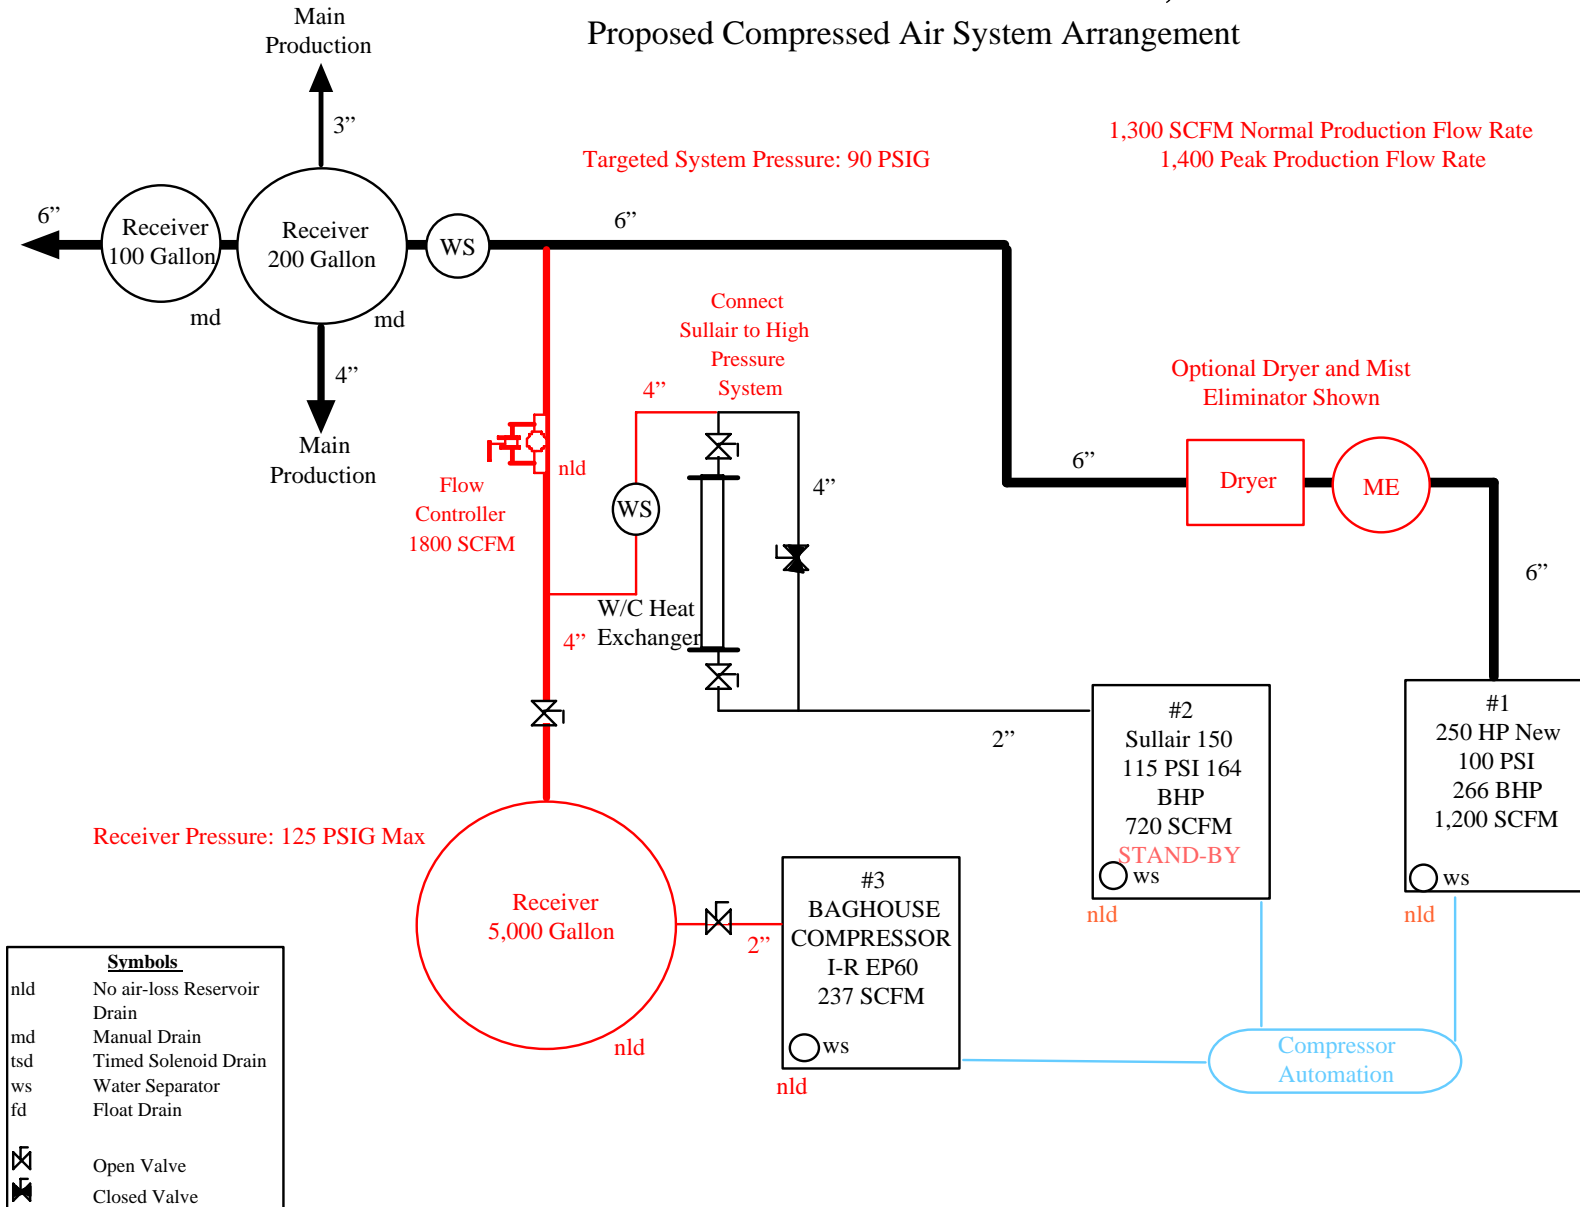 Main
Production
Proposed Compressed Air System Arrangement
3”
1,300 SCFM Normal Production Flow Rate
1,400 Peak Production Flow Rate
Targeted System Pressure: 90 PSIG
6”
Receiver
100 Gallon
md
Receiver
200 Gallon
md
WS
6”
4”
Main
Production
Connect
Sullair to High
Pressure
System
4”
Optional Dryer and Mist
Eliminator Shown
6”
Dryer
ME
6”
nld
Flow
Controller
1800 SCFM
WS
4”
W/C Heat
Exchanger
4”
2”
#2
Sullair 150
115 PSI 164
BHP
720 SCFM
STAND-BY
ws
nld
#1
250 HP New
100 PSI
266 BHP
1,200 SCFM
ws
nld
Receiver Pressure: 125 PSIG Max
Receiver
5,000 Gallon
nld
2”
#3
BAGHOUSE
COMPRESSOR
I-R EP60
237 SCFM
ws
nld
Compressor
Automation
Symbols
nld No air-loss Reservoir
Drain
md Manual Drain
tsd Timed Solenoid Drain
ws Water Separator
fd Float Drain
Open Valve
Closed Valve